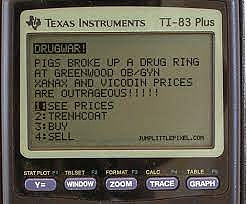 TEXAS INSTRUMENTS TI-83 Plus
DRUGWAR!
PIGS BROKE UP A DRUG RING
AT GREENWOOD OB/GYN
XANAX AND VICODIN PRICES
ARE OUTRAGEOUS!!!!!
1:SEE PRICES
2:TRENHCOAT
3:BUY
4:SELL
JUMPLITTLEPIXEL.COM
STAT PLOT F1 TBLSET F2 FORMAT F3 CALC F4 TABLE F5
Y= WINDOW ZOOM TRACE GRAPH